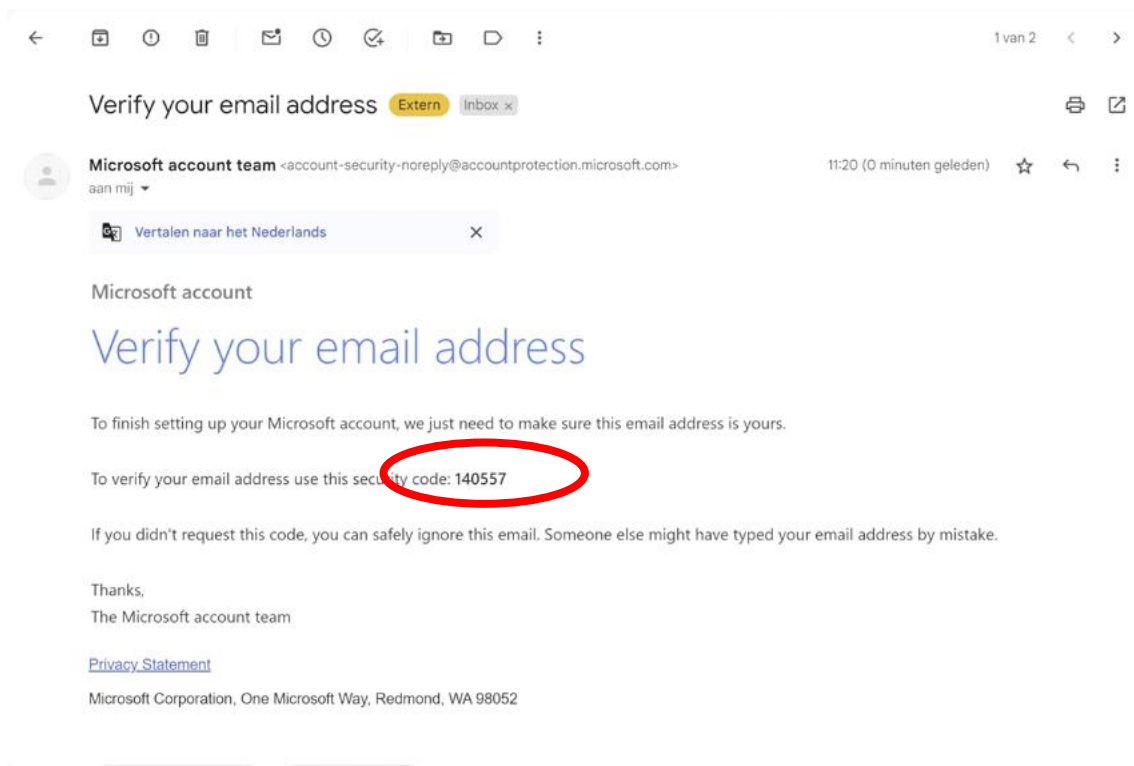 1 van 2
Verify your email address Extern Inbox x
Microsoft account team <account-security-noreply@accountprotection.microsoft.com> 11:20 (0 minuten geleden)
aan mij
Vertalen naar het Nederlands
Microsoft account
Verify your email address
To finish setting up your Microsoft account, we just need to make sure this email address is yours.
To verify your email address use this security code: 140557
If you didn't request this code, you can safely ignore this email. Someone else might have typed your email address by mistake.
Thanks,
The Microsoft account team
Privacy Statement
Microsoft Corporation, One Microsoft Way, Redmond, WA 98052